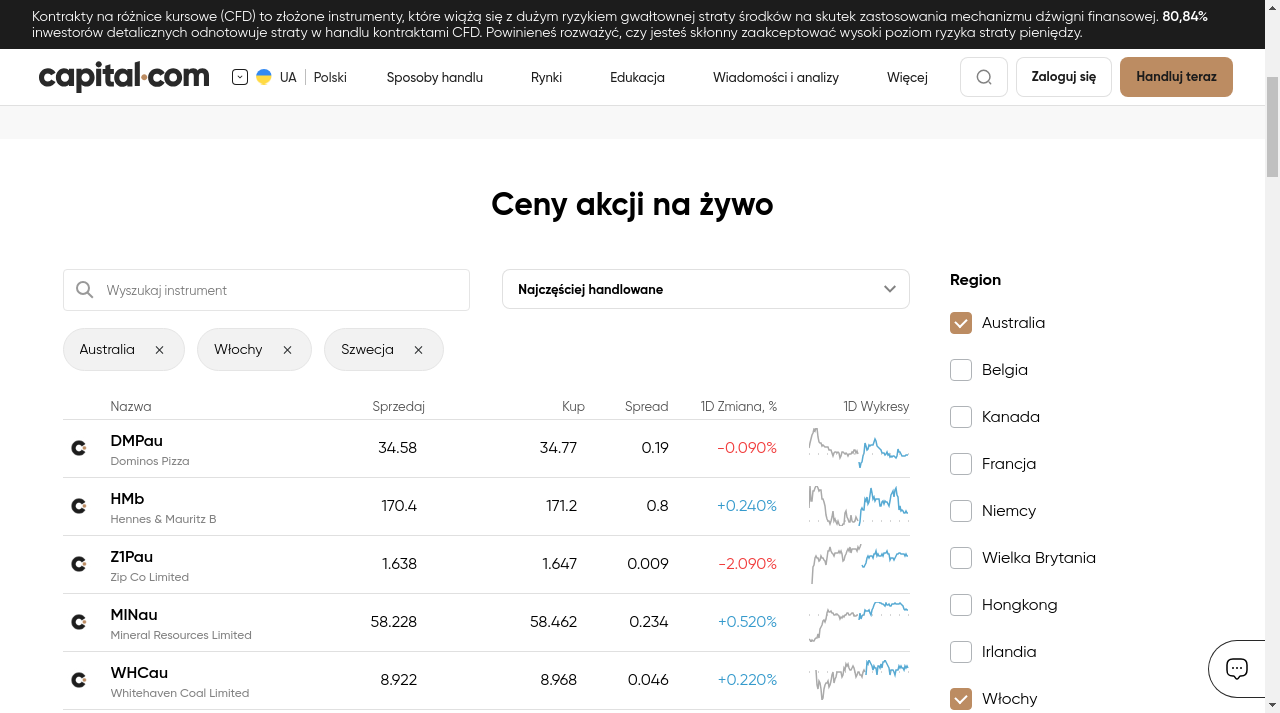 Kontrakty na różnice kursowe (CFD) to złożone instrumenty, które wiążą się z dużym ryzykiem gwałtownej straty środków na skutek zastosowania mechanizmu dźwigni finansowej. 80,84%
inwestorów detalicznych odnotowuje straty w handlu kontraktami CFD. Powinieneś rozważyć, czy jesteś skłonny zaakceptować wysoki poziom ryzyka straty pieniędzy.
capital.com UA Polski Sposoby handlu Rynki Edukacja Wiadomości i analizy Więcej Zaloguj się Handluj teraz
Ceny akcji na żywo
Wyszukaj instrument Najczęściej handlowane Region
Australia
Australia Włochy Szwecja
Belgia
Nazwa Sprzedaj Kup Spread 1D Zmiana, % 1D Wykresy
Kanada
DMPau 34.58 34.77 0.19 -0.090%
Dominos Pizza
Francja
HMb 170.4 171.2 0.8 +0.240%
Hennes & Mauritz B
Niemcy
Z1Pau 1.638 1.647 0.009 -2.090%
Zip Co Limited
Wielka Brytania
Hongkong
MINau 58.228 58.462 0.234 +0.520%
Mineral Resources Limited
Irlandia
WHCau 8.922 8.968 0.046 +0.220%
Whitehaven Coal Limited
Włochy